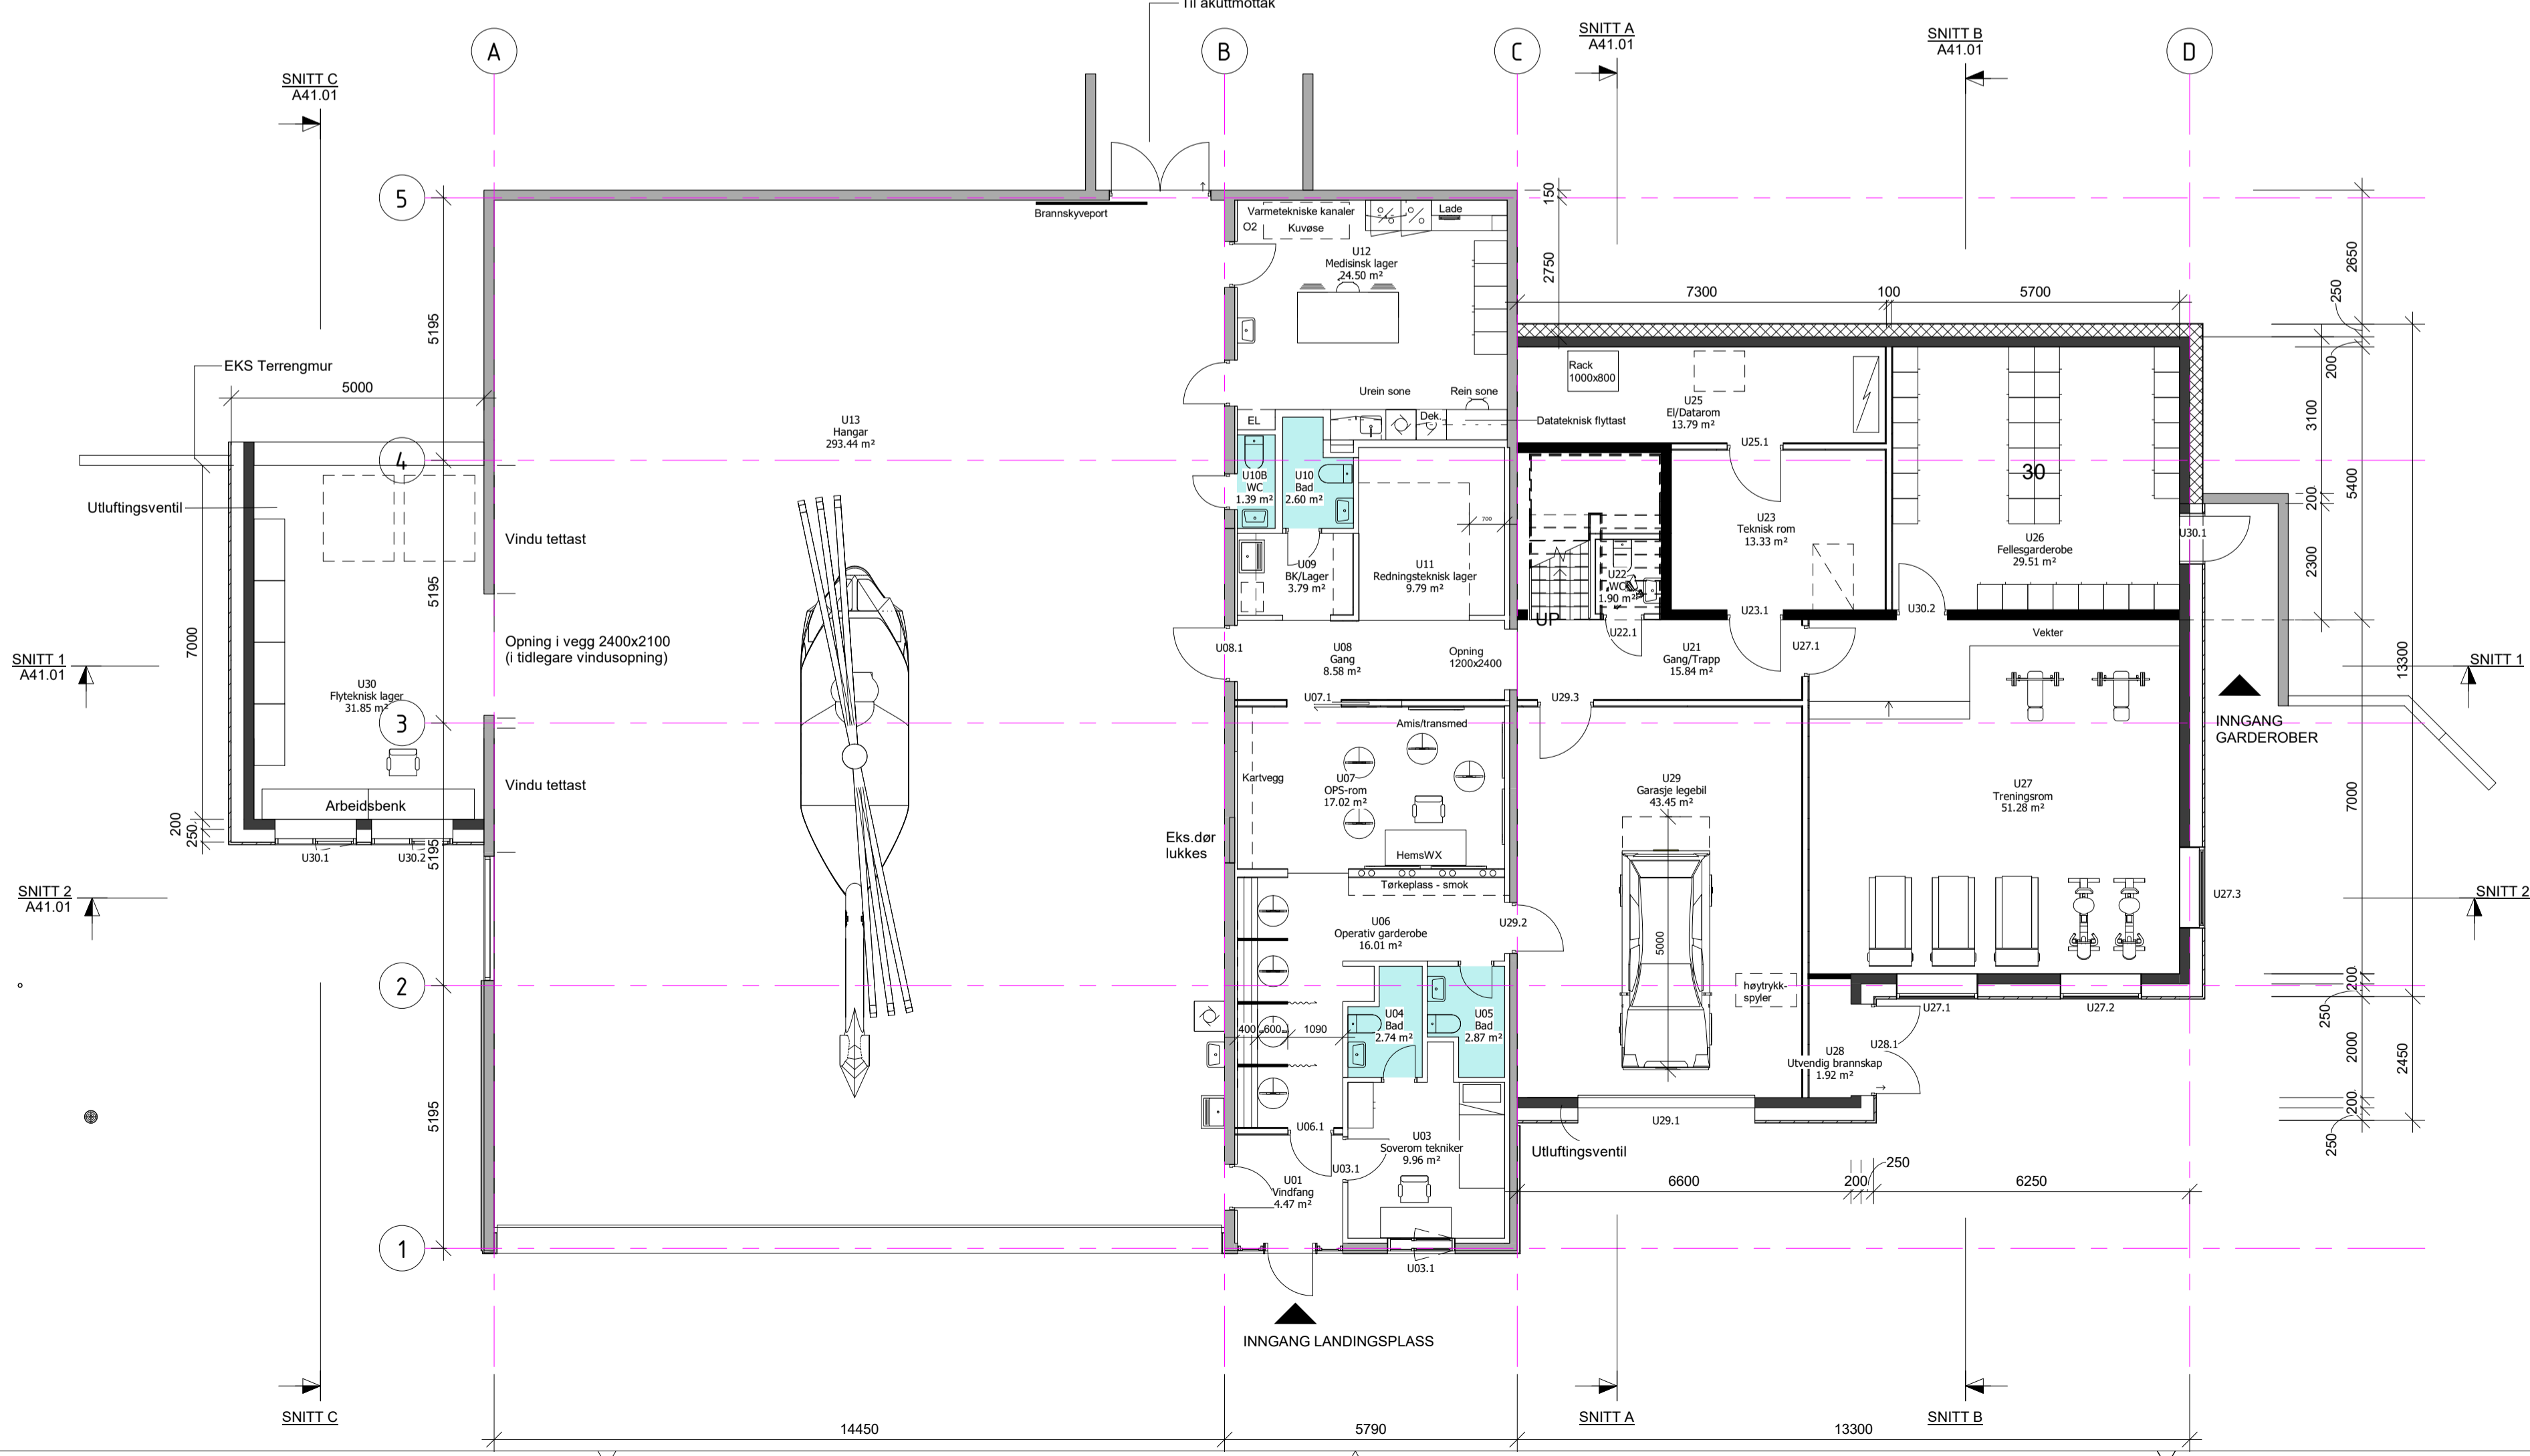 Til akuttmottak
A
B
C
D
SNITT A
A41.01
SNITT B
A41.01
SNITT C
A41.01
5
4
3
2
1
Brannskyveport
Varmetekniske kanaler
Kuvøse
O2
Lade
U12
Medisinsk lager
24.50 m²
150
2750
7300
100
5700
2650
250
200
3100
5400
200
2300
13300
7000
200
250
2000
2450
200
250
EKS Terrengmur
5000
5195
5195
5195
5195
7000
200
250
Utluftingsventil
U13
Hangar
293.44 m²
Urein sone
Rein sone
Dek.
EL
Datateknisk flyttast
Rack
1000x800
U25
El/Datarom
13.79 m²
U25.1
U10B
WC
1.39 m²
U10
Bad
2.60 m²
700
U23
Teknisk rom
13.33 m²
30
U26
Fellesgarderobe
29.51 m²
U30.1
Vindu tettast
U09
BK/Lager
3.79 m²
U11
Redningsteknisk lager
9.79 m²
U22
WC
1.90 m²
UP
U22.1
U23.1
U30.2
Vekter
Opning i vegg 2400x2100
(i tidlegare vindusopning)
U08.1
U08
Gang
8.58 m²
Opning
1200x2400
U21
Gang/Trapp
15.84 m²
U27.1
SNITT 1
A41.01
SNITT 1
A41.01
U30
Flyteknisk lager
31.85 m²
U07.1
U29.3
Amis/transmed
INNGANG
GARDEROBER
Kartvegg
U07
OPS-rom
17.02 m²
U29
Garasje legebil
43.45 m²
U27
Treningsrom
51.28 m²
Vindu tettast
Arbeidsbenk
U30.1
U30.2
Eks.dør
lukkes
HemsWX
Tørkeplass - smok
SNITT 2
A41.01
SNITT 2
A41.01
U27.3
U06
Operativ garderobe
16.01 m²
U29.2
5000
høytrykk-
spyler
400
600
1090
U04
Bad
2.74 m²
U05
Bad
2.87 m²
U27.1
U27.2
U28
Utvendig brannskap
1.92 m²
U28.1
U06.1
U03
Soverom tekniker
9.96 m²
U03.1
U01
Vindfang
4.47 m²
U29.1
Utluftingsventil
6600
200
250
6250
U03.1
INNGANG LANDINGSPLASS
SNITT C
SNITT A
SNITT B
14450
5790
13300